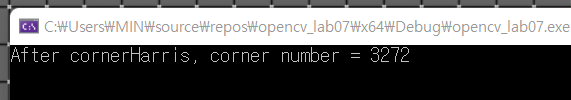 C:\Users\MIN\source\repos\opencv_lab07\x64\Debug\opencv_lab07.exe
After cornerHarris, corner number = 3272